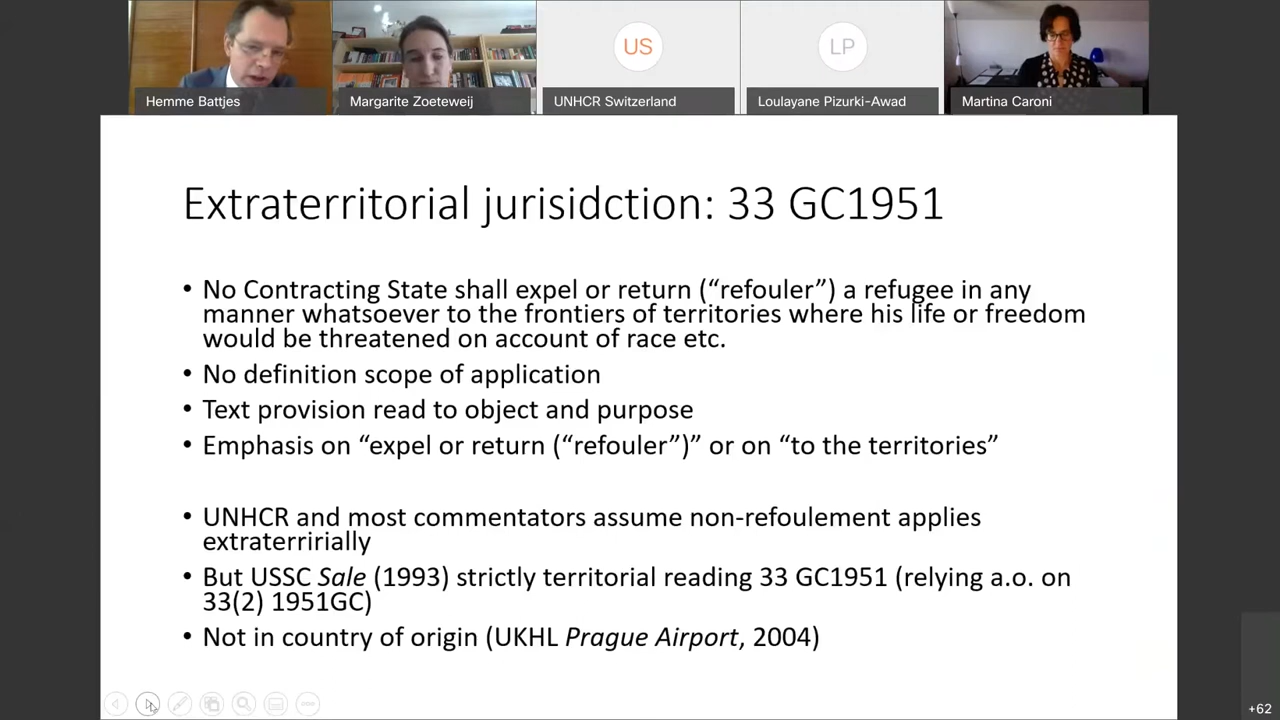 US
LP
Hemme Battjes
Margarite Zoeteweij
UNHCR Switzerland
Loulayane Pizurki-Awad
Martina Caroni
Extraterritorial jurisidction: 33 GC1951
• No Contracting State shall expel or return (“refouler”) a refugee in any
manner whatsoever to the frontiers of territories where his life or freedom
would be threatened on account of race etc.
• No definition scope of application
• Text provision read to object and purpose
• Emphasis on “expel or return (“refouler”)” or on “to the territories”
• UNHCR and most commentators assume non-refoulement applies
extraterririally
• But USSC Sale (1993) strictly territorial reading 33 GC1951 (relying a.o. on
33(2) 1951GC)
• Not in country of origin (UKHL Prague Airport, 2004)
+62